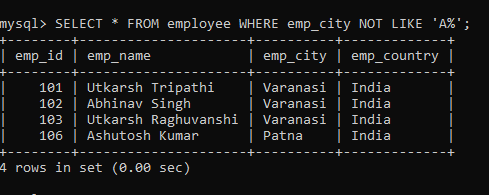 mysql> SELECT * FROM employee WHERE emp_city NOT LIKE 'A%';
+--------+--------------------+----------+-------------+
| emp_id | emp_name           | emp_city | emp_country |
+--------+--------------------+----------+-------------+
|    101 | Utkarsh Tripathi   | Varanasi | India       |
|    102 | Abhinav Singh      | Varanasi | India       |
|    103 | Utkarsh Raghuvanshi | Varanasi | India       |
|    106 | Ashutosh Kumar     | Patna    | India       |
+--------+--------------------+----------+-------------+
4 rows in set (0.00 sec)